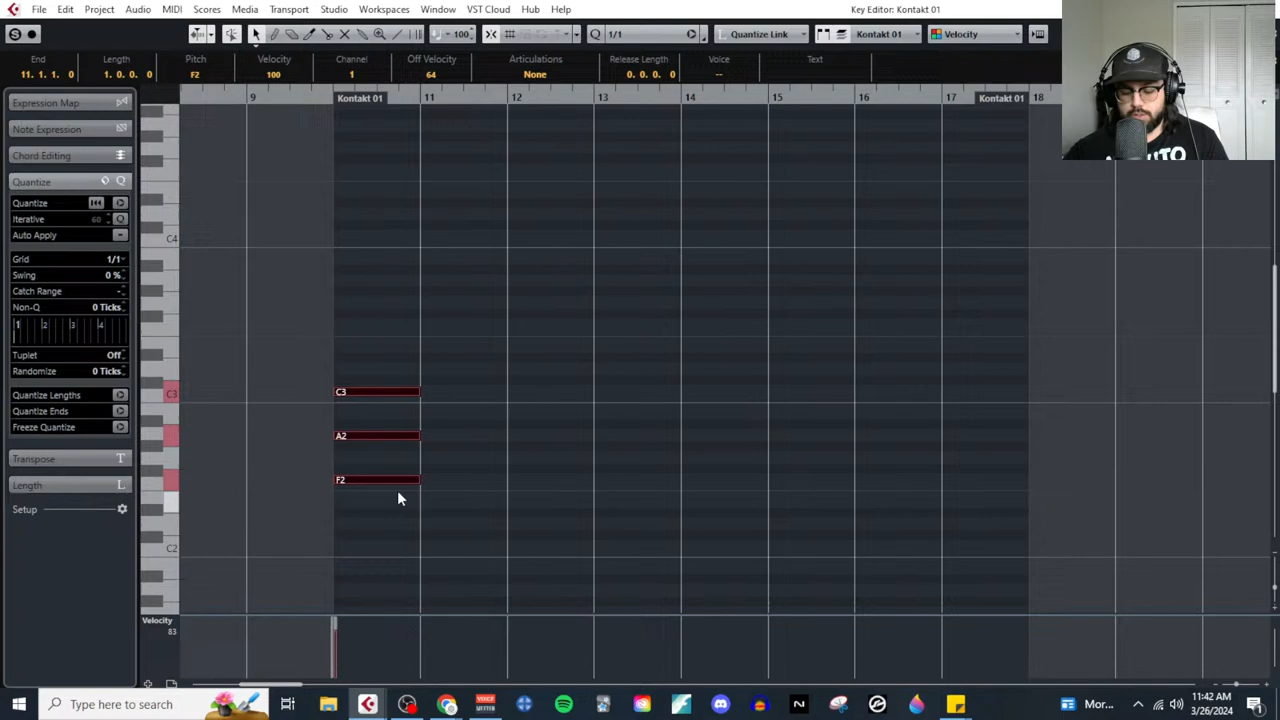 File Edit Project Audio MIDI Scores Media Transport Studio Workspaces Window VST Cloud Hub Help Key Editor: Kontakt 01
100 Q 1/1 Quantize Link Kontakt 01 Velocity
End Length Pitch Velocity Channel Off Velocity Articulations Release Length Voice Text
11. 1. 1. 0 1. 0. 0. 0 F2 100 1 64 None 0. 0. 0. 0 --
9 Kontakt 01 11 12 13 14 15 16 17 Kontakt 01 18
Expression Map
Note Expression
Chord Editing
Quantize Q
Quantize
Iterative 60 Q
Auto Apply
Grid 1/1
Swing 0 %
Catch Range -
Non-Q 0 Ticks
1 2 3 4
Tuplet Off
Randomize 0 Ticks
Quantize Lengths
Quantize Ends
Freeze Quantize
Transpose T
Length L
Setup
C4
C3 C3
A2
F2
C2
Velocity
83
Type here to search
Mor...
11:42 AM
3/26/2024